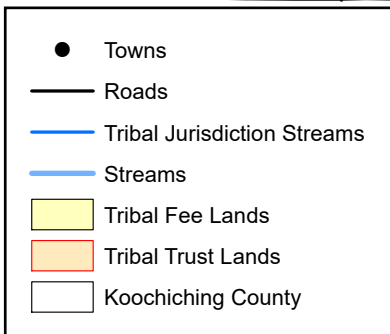 Towns
Roads
Tribal Jurisdiction Streams
Streams
Tribal Fee Lands
Tribal Trust Lands
Koochiching County